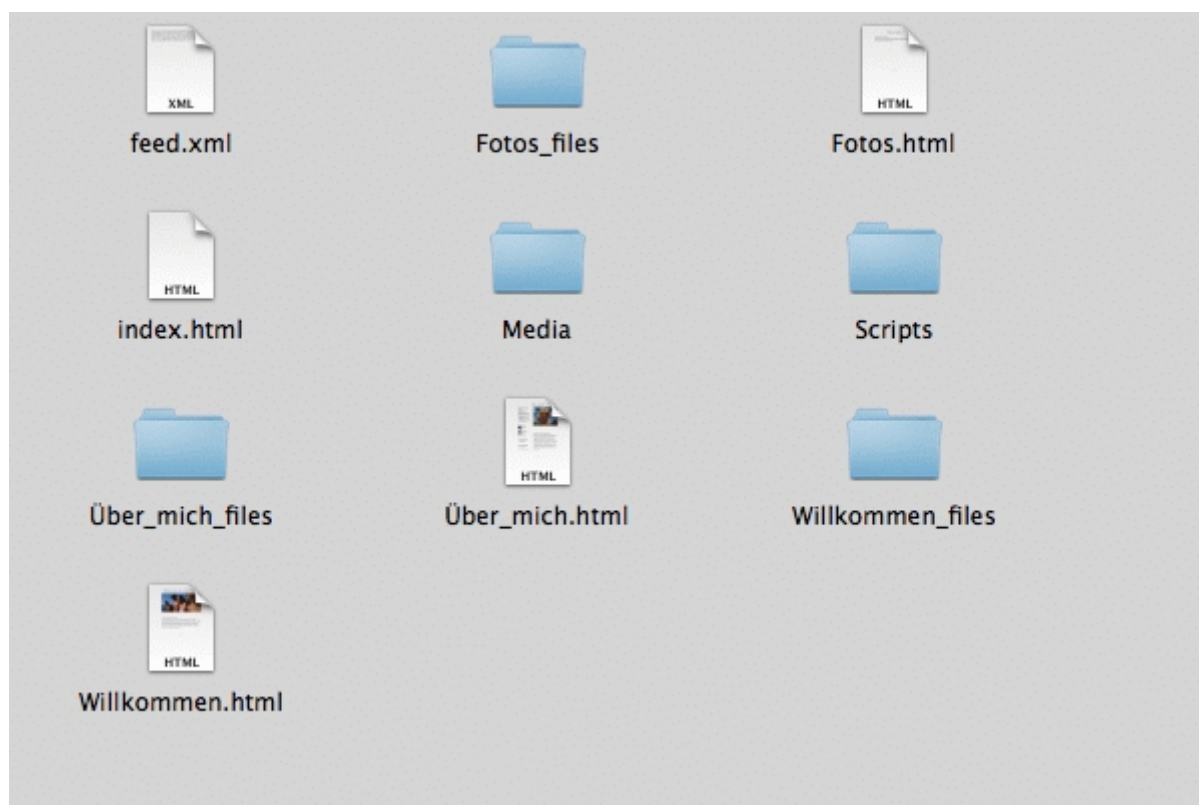 XML
HTML
feed.xml
Fotos_files
Fotos.html
HTML
index.html
Media
Scripts
HTML
Über_mich_files
Über_mich.html
Willkommen_files
HTML
Willkommen.html